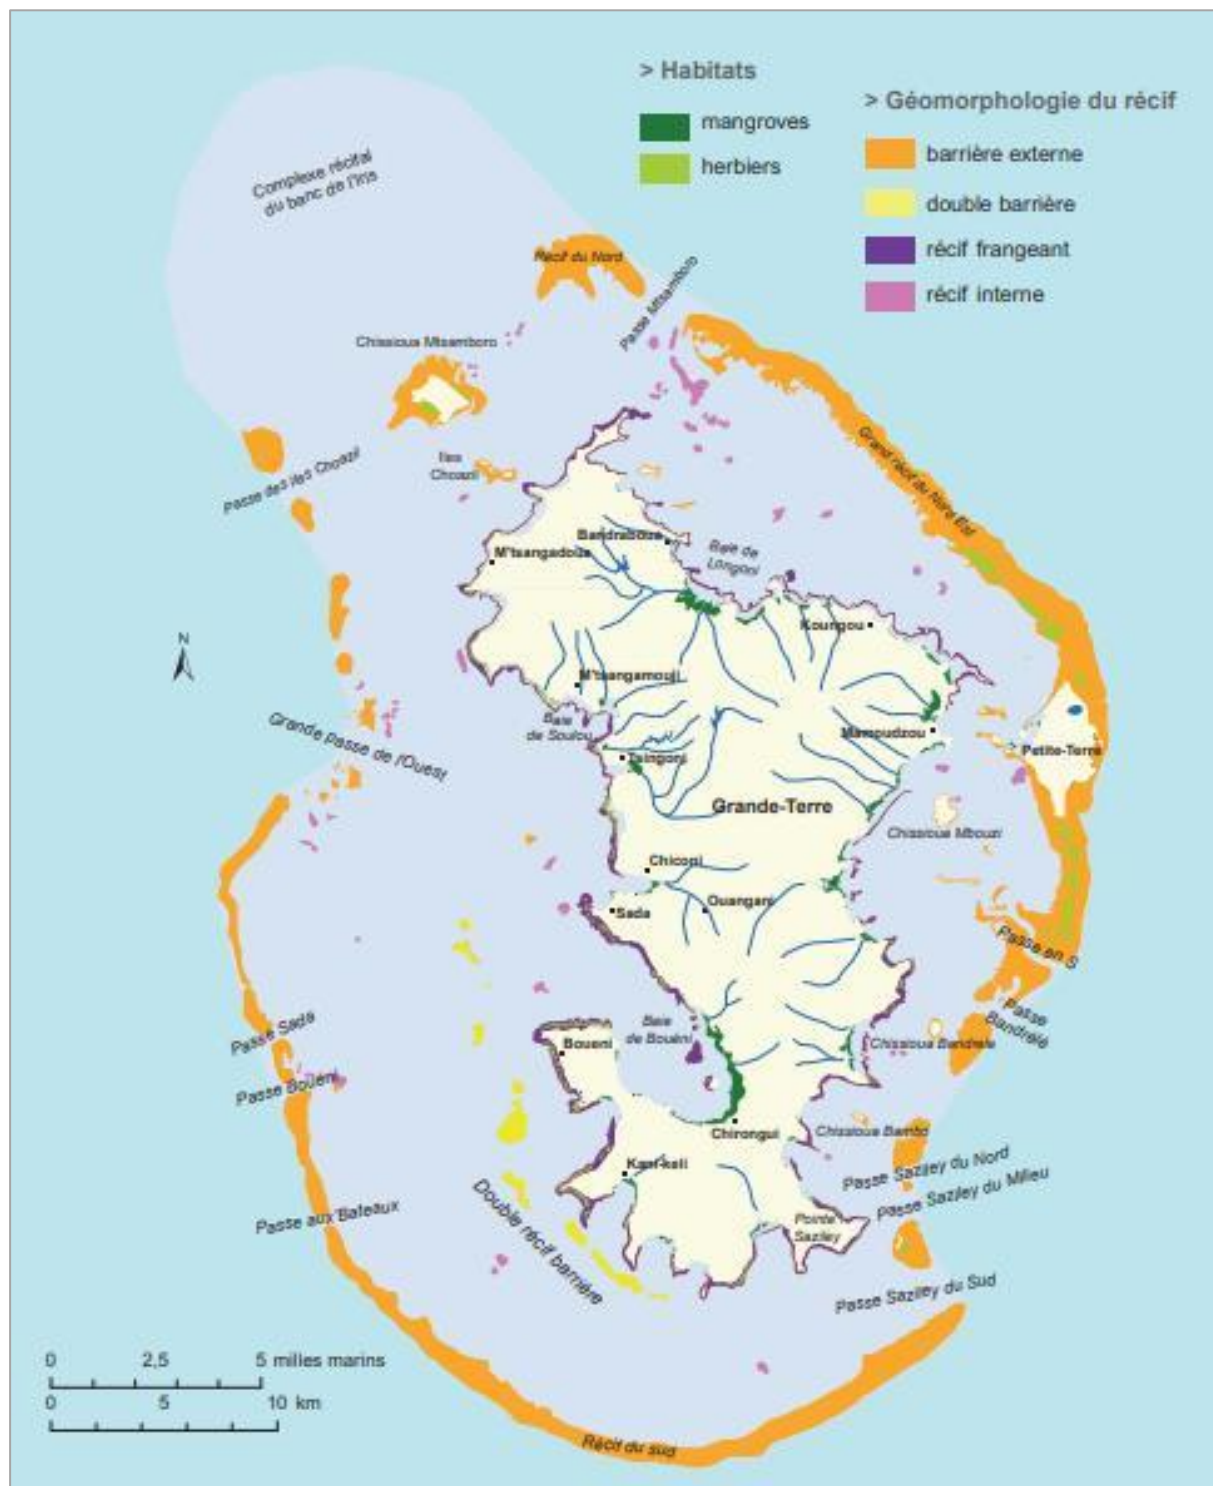 > Habitats
mangroves
herbiers
> Géomorphologie du récif
barrière externe
double barrière
récif frangeant
récif interne
Complexe récifal
du banc de l'Iris
Récif du Nord
Passe Mtsamboro
Chissioua Mtsamboro
Passe des Iles Choazil
Iles
Choazil
Grand récif du Nord Est
Bandraboua
M'tsangadoua
Baie de
Longoni
Koungou
N
M'tsangamouji
Baie
de Soulou
Grande passe de l'Ouest
Mamoudzou
Petite-Terre
Tsingoni
Grande-Terre
Chissioua Mbouzi
Chiconi
Ouangani
Sada
Passe en S
Passe
Bandrele
Passe Sada
Baie
de Bouéni
Boueni
Chissioua Bandrele
Passe Bouéni
Chirongui
Chissioua Bambo
Kani-keli
Passe Saziley du Nord
Passe Saziley du Milieu
Passe aux Bateaux
Double récif barrière
Pointe
Saziley
Passe Saziley du Sud
0 2,5 5 milles marins
0 5 10 km
Récif du sud